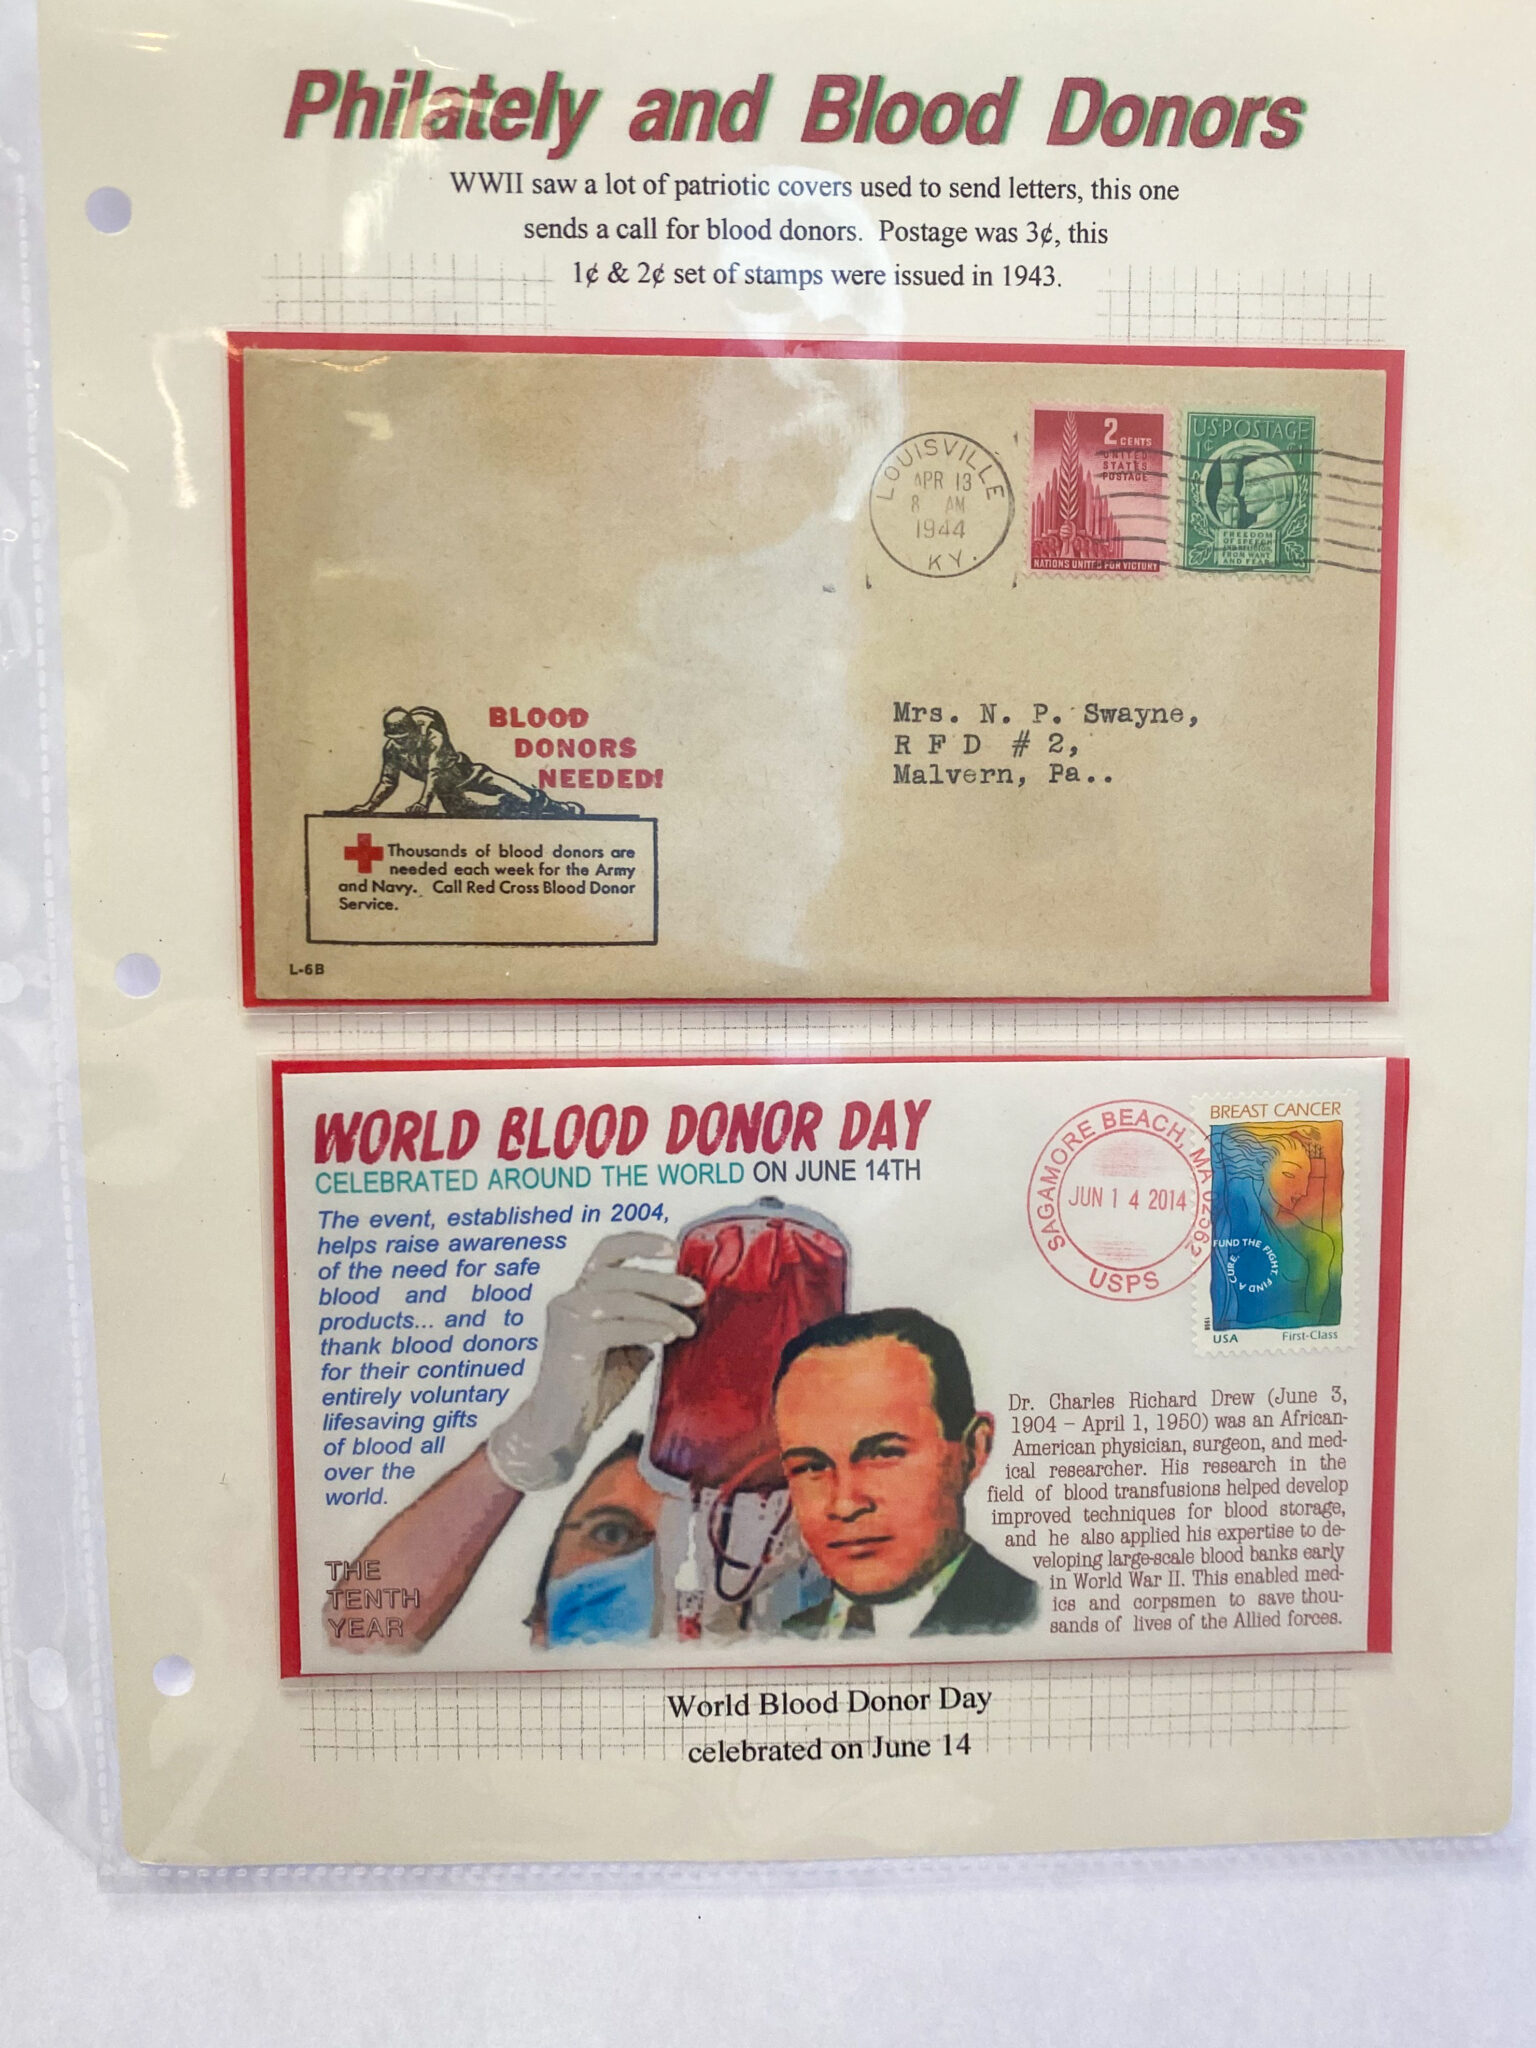 Philately and Blood Donors
WWII saw a lot of patriotic covers used to send letters, this one
sends a call for blood donors. Postage was 3¢, this
1¢ & 2¢ set of stamps were issued in 1943.
LOUISVILLE
APR 13
8 AM
1944
KY.
2 CENTS
UNITED
STATES
POSTAGE
NATIONS UNITED FOR VICTORY
U·S·POSTAGE
1¢ ¢1
FREEDOM
OF SPEECH
AND RELIGION,
FROM WANT
AND FEAR
BLOOD
DONORS
NEEDED!
Mrs. N. P. Swayne,
R F D # 2,
Malvern, Pa..
Thousands of blood donors are
needed each week for the Army
and Navy. Call Red Cross Blood Donor
Service.
L-6B
WORLD BLOOD DONOR DAY
CELEBRATED AROUND THE WORLD ON JUNE 14TH
The event, established in 2004,
helps raise awareness
of the need for safe
blood and blood
products... and to
thank blood donors
for their continued
entirely voluntary
lifesaving gifts
of blood all
over the
world.
THE
TENTH
YEAR
SAGAMORE BEACH, MA 02562
JUN 14 2014
USPS
BREAST CANCER
FUND THE FIGHT. FIND A CURE.
1998
USA First-Class
Dr. Charles Richard Drew (June 3,
1904 – April 1, 1950) was an African-
American physician, surgeon, and med-
ical researcher. His research in the
field of blood transfusions helped develop
improved techniques for blood storage,
and he also applied his expertise to de-
veloping large-scale blood banks early
in World War II. This enabled med-
ics and corpsmen to save thou-
sands of lives of the Allied forces.
World Blood Donor Day
celebrated on June 14